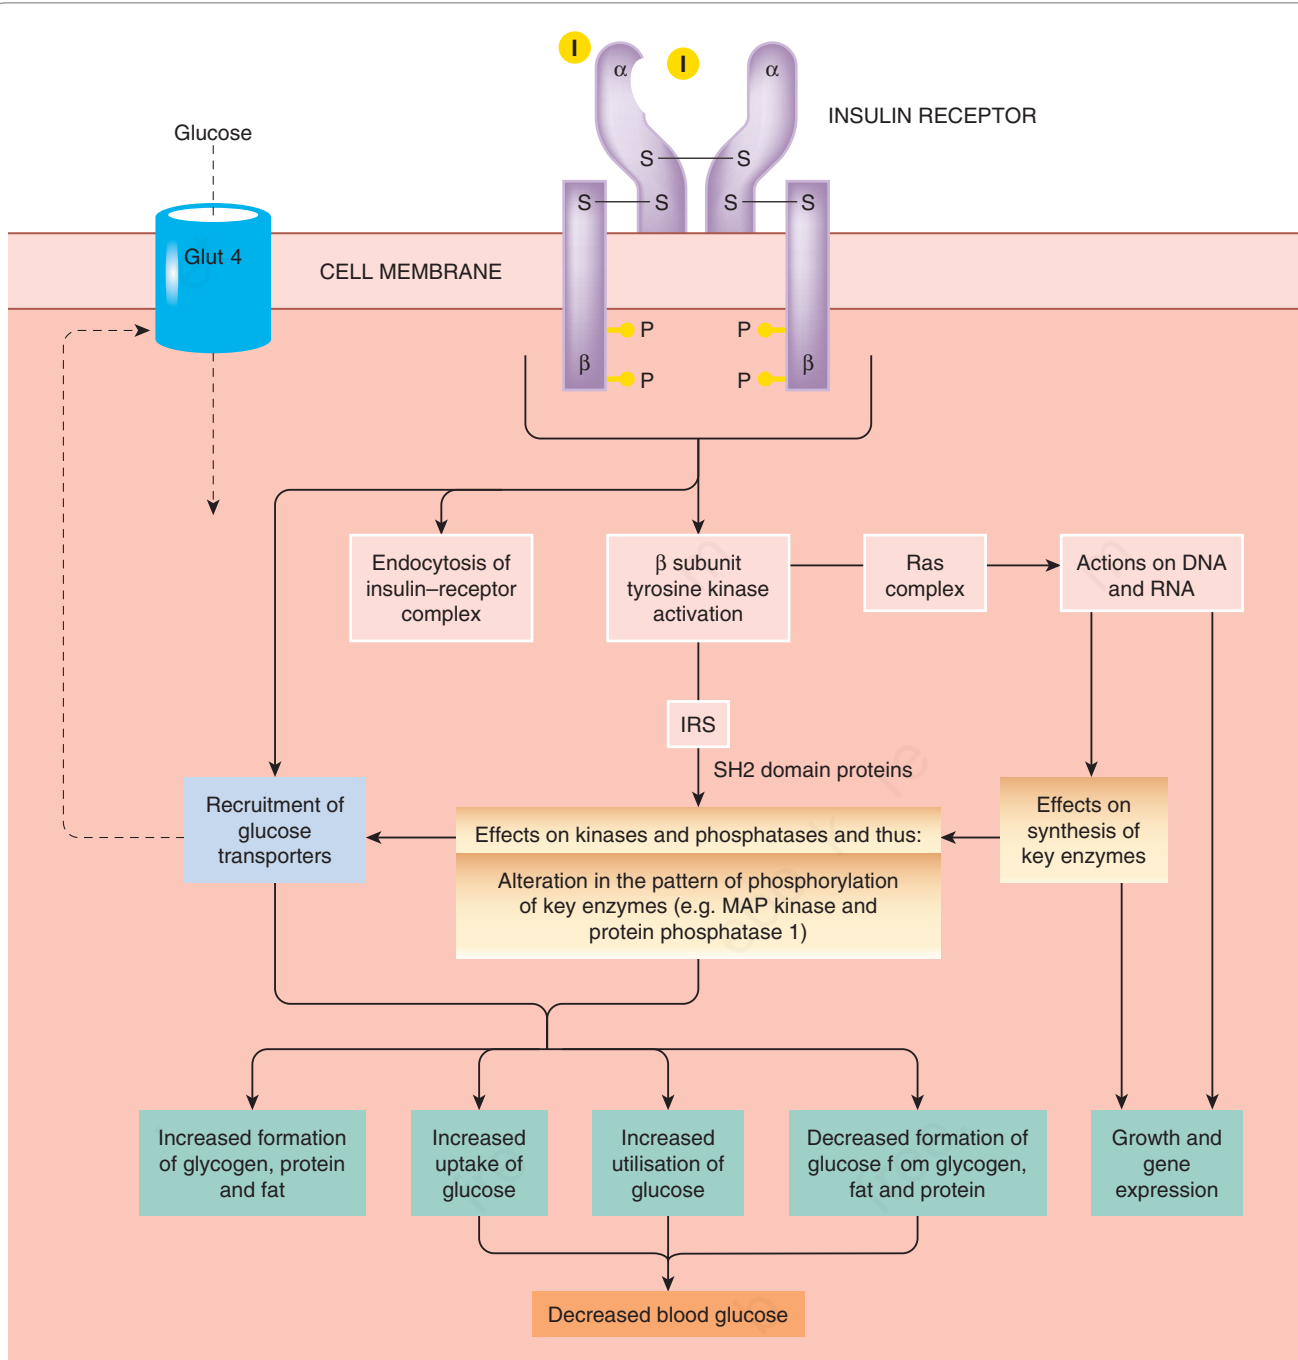 I
I
α
α
INSULIN RECEPTOR
Glucose
S
S
S
S
S
S
Glut 4
CELL MEMBRANE
P
P
β
β
P
P
Endocytosis of
insulin–receptor
complex
β subunit
tyrosine kinase
activation
Ras
complex
Actions on DNA
and RNA
IRS
SH2 domain proteins
Recruitment of
glucose
transporters
Effects on kinases and phosphatases and thus:
Alteration in the pattern of phosphorylation
of key enzymes (e.g. MAP kinase and
protein phosphatase 1)
Effects on
synthesis of
key enzymes
Increased formation
of glycogen, protein
and fat
Increased
uptake of
glucose
Increased
utilisation of
glucose
Decreased formation of
glucose f om glycogen,
fat and protein
Growth and
gene
expression
Decreased blood glucose